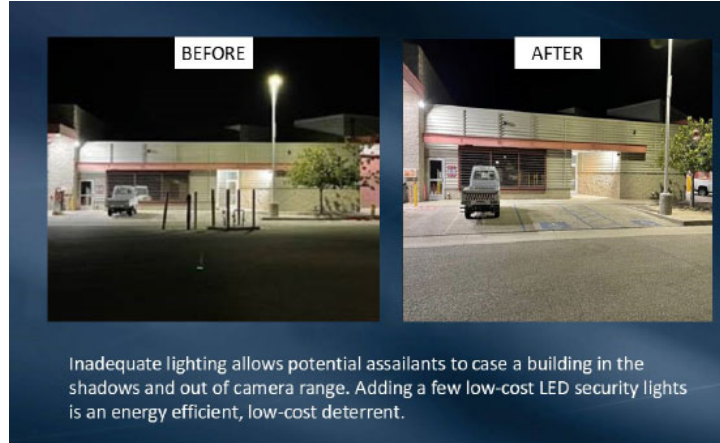 BEFORE
AFTER
Inadequate lighting allows potential assailants to case a building in the
shadows and out of camera range. Adding a few low-cost LED security lights
is an energy efficient, low-cost deterrent.